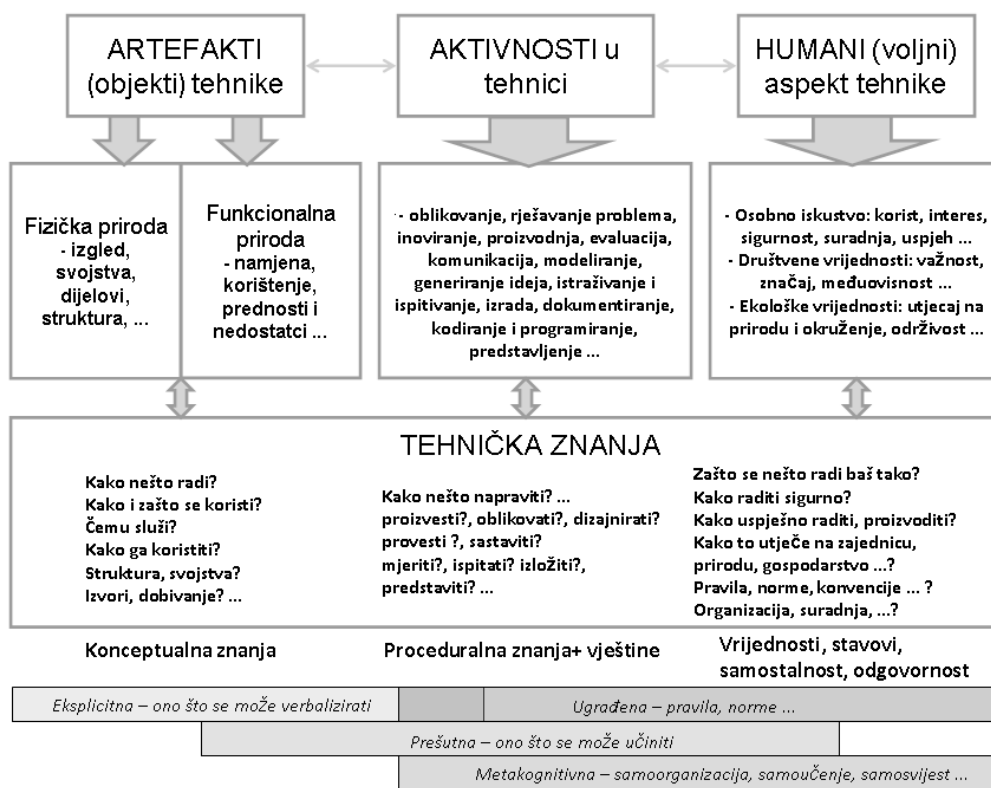 ARTEFAKTI
(objekti) tehnike
AKTIVNOSTI u
tehnici
HUMANI (voljni)
aspekt tehnike
Fizička priroda
- izgled,
svojstva,
dijelovi,
struktura, ...
Funkcionalna
priroda
- namjena,
korištenje,
prednosti i
nedostatci ...
- oblikovanje, rješavanje problema,
inoviranje, proizvodnja, evaluacija,
komunikacija, modeliranje,
generiranje ideja, istraživanje i
ispitivanje, izrada, dokumentiranje,
kodiranje i programiranje,
predstavljenje ...
- Osobno iskustvo: korist, interes,
sigurnost, suradnja, uspjeh ...
- Društvene vrijednosti: važnost,
značaj, međuovisnost ...
- Ekološke vrijednosti: utjecaj na
prirodu i okruženje, održivost ...
TEHNIČKA ZNANJA
Kako nešto radi?
Kako i zašto se koristi?
Čemu služi?
Kako ga koristiti?
Struktura, svojstva?
Izvori, dobivanje? ...
Kako nešto napraviti? ...
proizvesti?, oblikovati?, dizajnirati?
provesti ?, sastaviti?
mjeriti?, ispitati? izložiti?,
predstaviti? ...
Zašto se nešto radi baš tako?
Kako raditi sigurno?
Kako uspješno raditi, proizvoditi?
Kako to utječe na zajednicu,
prirodu, gospodarstvo ...?
Pravila, norme, konvencije ... ?
Organizacija, suradnja, ...?
Konceptualna znanja
Proceduralna znanja+ vještine
Vrijednosti, stavovi,
samostalnost, odgovornost
Eksplicitna – ono što se može verbalizirati
Ugrađena – pravila, norme ...
Prešutna – ono što se može učiniti
Metakognitivna – samoorganizacija, samoučenje, samosvijest ...